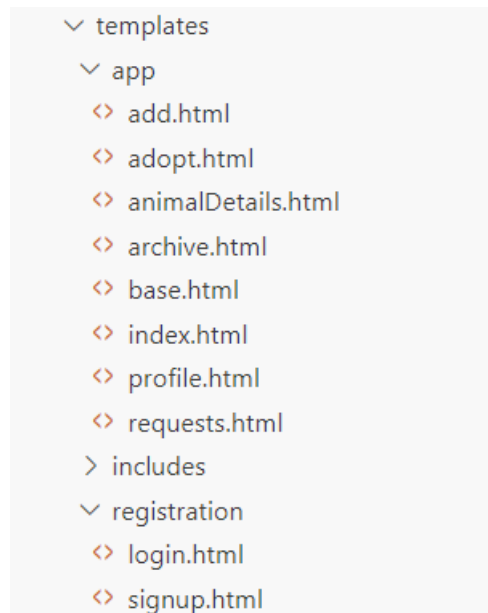 templates
app
add.html
adopt.html
animalDetails.html
archive.html
base.html
index.html
profile.html
requests.html
includes
registration
login.html
signup.html